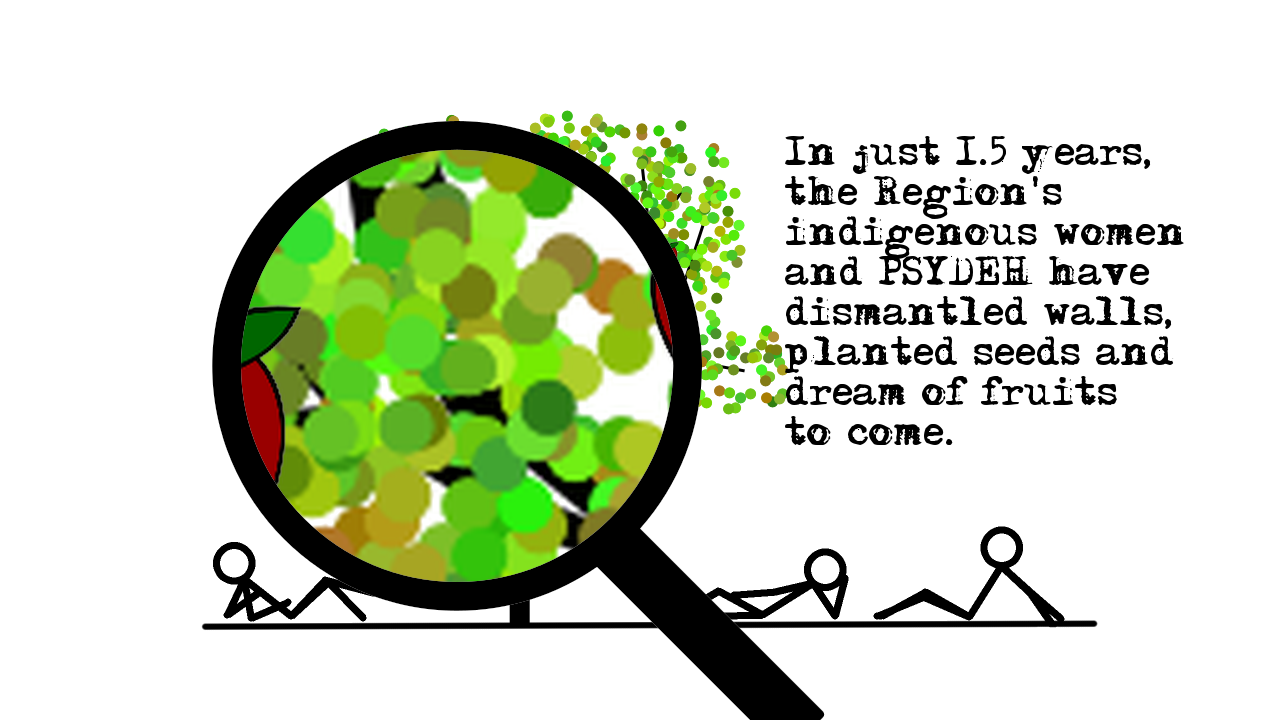 In just 1.5 years,
the Region's
indigenous women
and PSYDEH have
dismantled walls,
planted seeds and
dream of fruits
to come.